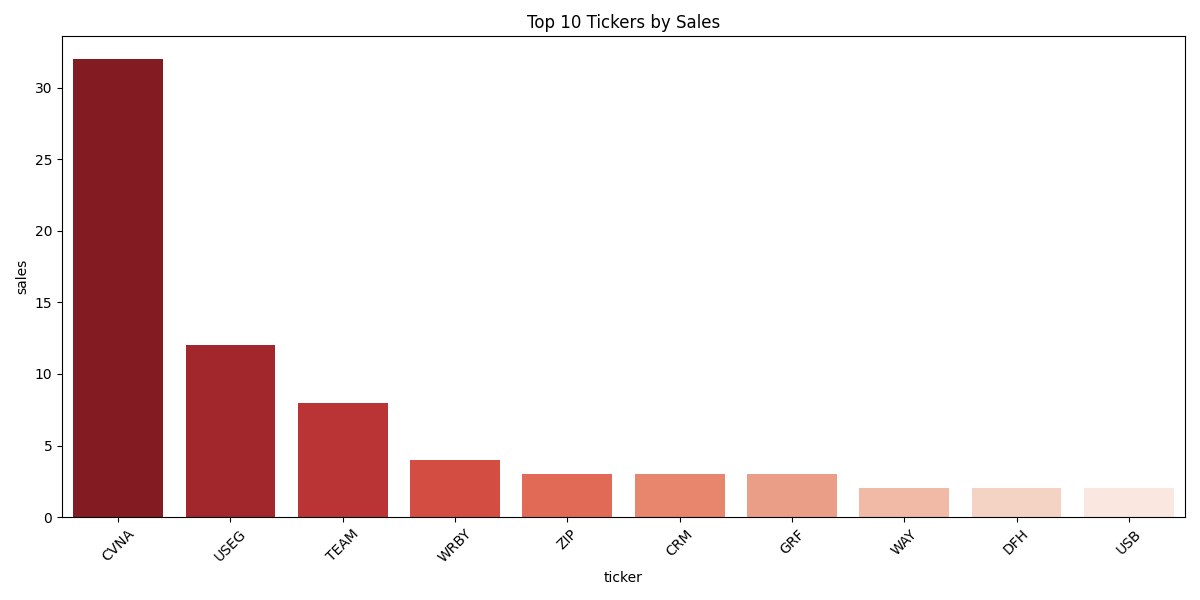 Top 10 Tickers by Sales
sales
30
25
20
15
10
5
0
CVNA
USEG
TEAM
WRBY
ZIP
CRM
GRF
WAY
DFH
USB
ticker